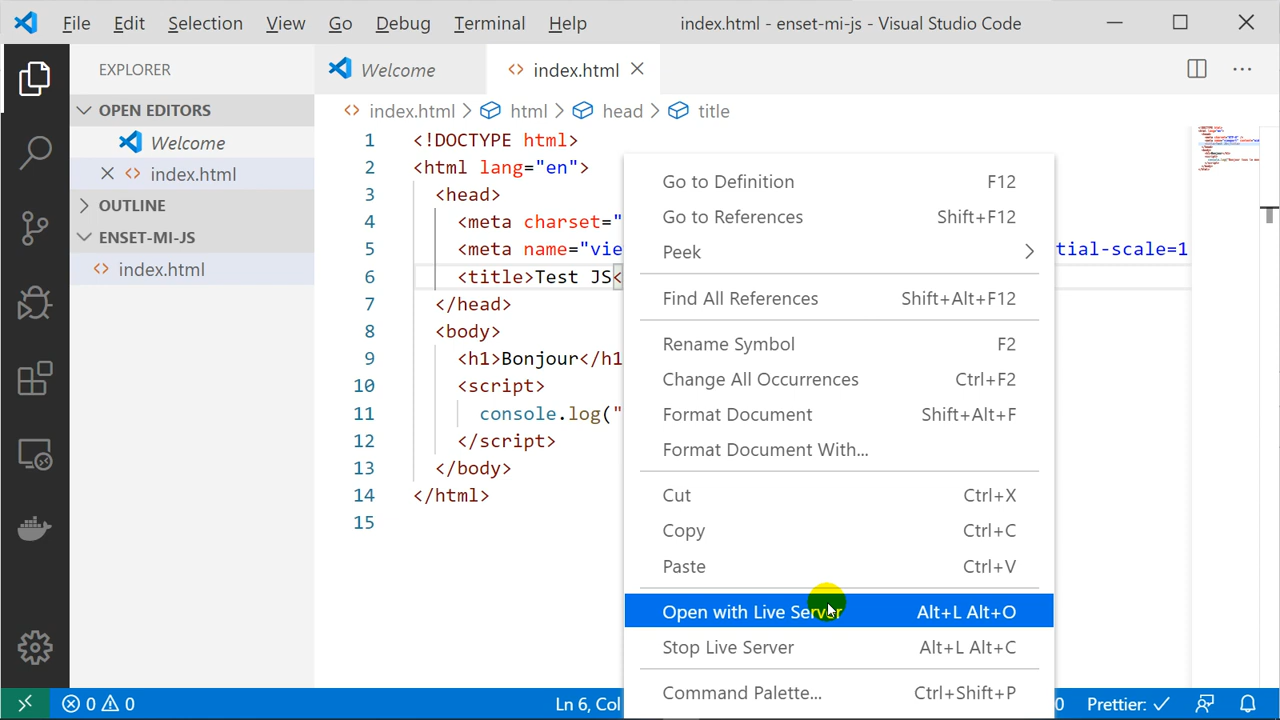 File Edit Selection View Go Debug Terminal Help index.html - enset-mi-js - Visual Studio Code
EXPLORER
OPEN EDITORS
Welcome
index.html
OUTLINE
ENSET-MI-JS
index.html
Welcome index.html
index.html > html > head > title
1 <!DOCTYPE html>
2 <html lang="en">
3 <head>
4 <meta charset="
5 <meta name="vie tial-scale=1
6 <title>Test JS<
7 </head>
8 <body>
9 <h1>Bonjour</h1
10 <script>
11 console.log("
12 </script>
13 </body>
14 </html>
15
Go to Definition F12
Go to References Shift+F12
Peek
Find All References Shift+Alt+F12
Rename Symbol F2
Change All Occurrences Ctrl+F2
Format Document Shift+Alt+F
Format Document With...
Cut Ctrl+X
Copy Ctrl+C
Paste Ctrl+V
Open with Live Server Alt+L Alt+O
Stop Live Server Alt+L Alt+C
Command Palette... Ctrl+Shift+P
0 0 Ln 6, Col 0 Prettier: ✓